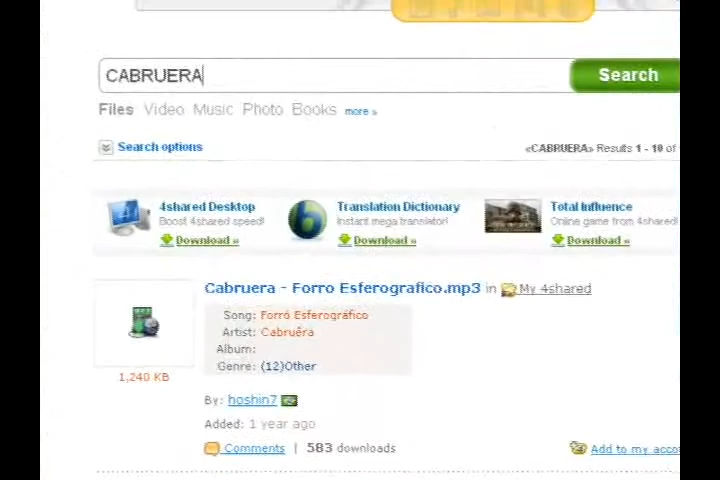 CABRUERA
Search
Files Video Music Photo Books more »
Search options
«CABRUERA» Results 1 - 10 of
4shared Desktop
Boost 4shared speed!
Download »
Translation Dictionary
Instant mega translator!
Download »
Total Influence
Online game from 4shared!
Download »
Cabruera - Forro Esferografico.mp3 in My 4shared
Song: Forró Esferográfico
Artist: Cabruêra
Album:
Genre: (12)Other
1,240 KB
By: hoshin7
Added: 1 year ago
Comments | 583 downloads
Add to my acco